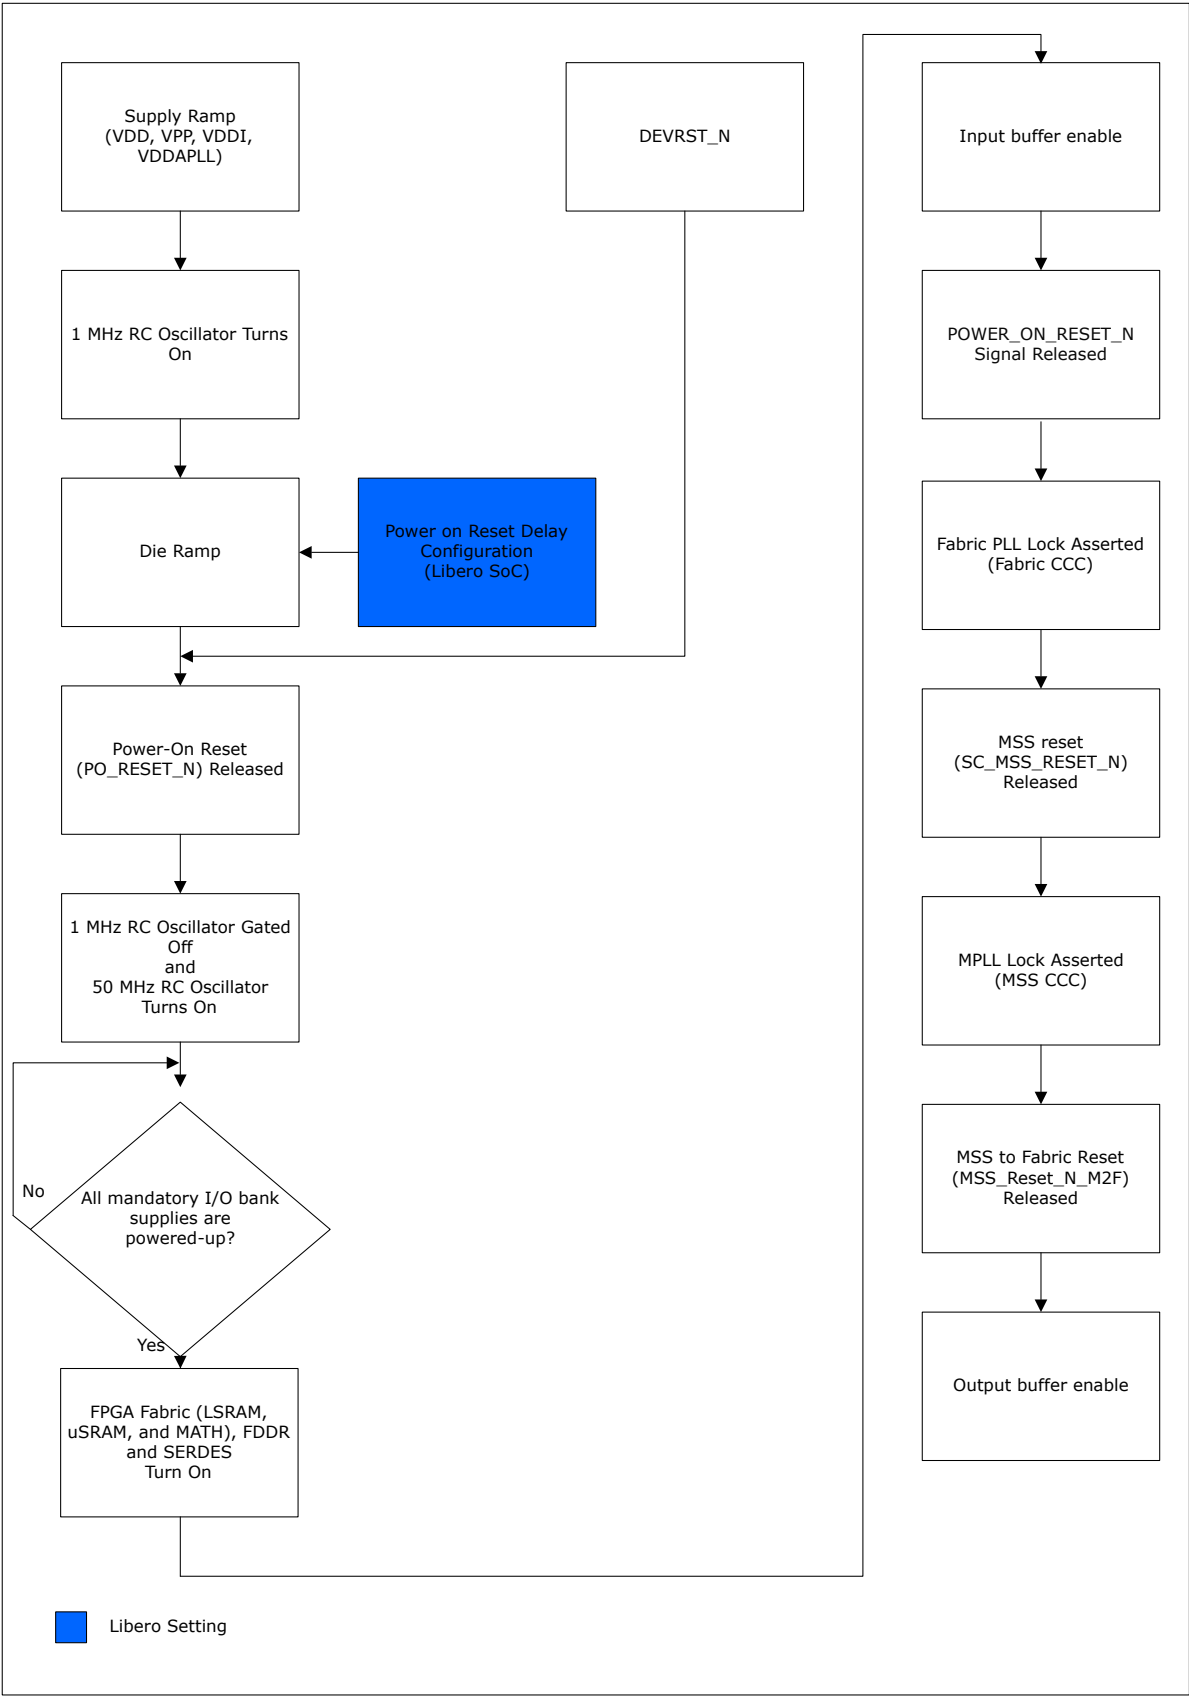 Supply Ramp
(VDD, VPP, VDDI,
VDDAPLL)
1 MHz RC Oscillator Turns
On
Die Ramp
Power on Reset Delay
Configuration
(Libero SoC)
DEVRST_N
Power-On Reset
(PO_RESET_N) Released
1 MHz RC Oscillator Gated
Off
and
50 MHz RC Oscillator
Turns On
No
All mandatory I/O bank
supplies are
powered-up?
Yes
FPGA Fabric (LSRAM,
uSRAM, and MATH), FDDR
and SERDES
Turn On
Input buffer enable
POWER_ON_RESET_N
Signal Released
Fabric PLL Lock Asserted
(Fabric CCC)
MSS reset
(SC_MSS_RESET_N)
Released
MPLL Lock Asserted
(MSS CCC)
MSS to Fabric Reset
(MSS_Reset_N_M2F)
Released
Output buffer enable
Libero Setting